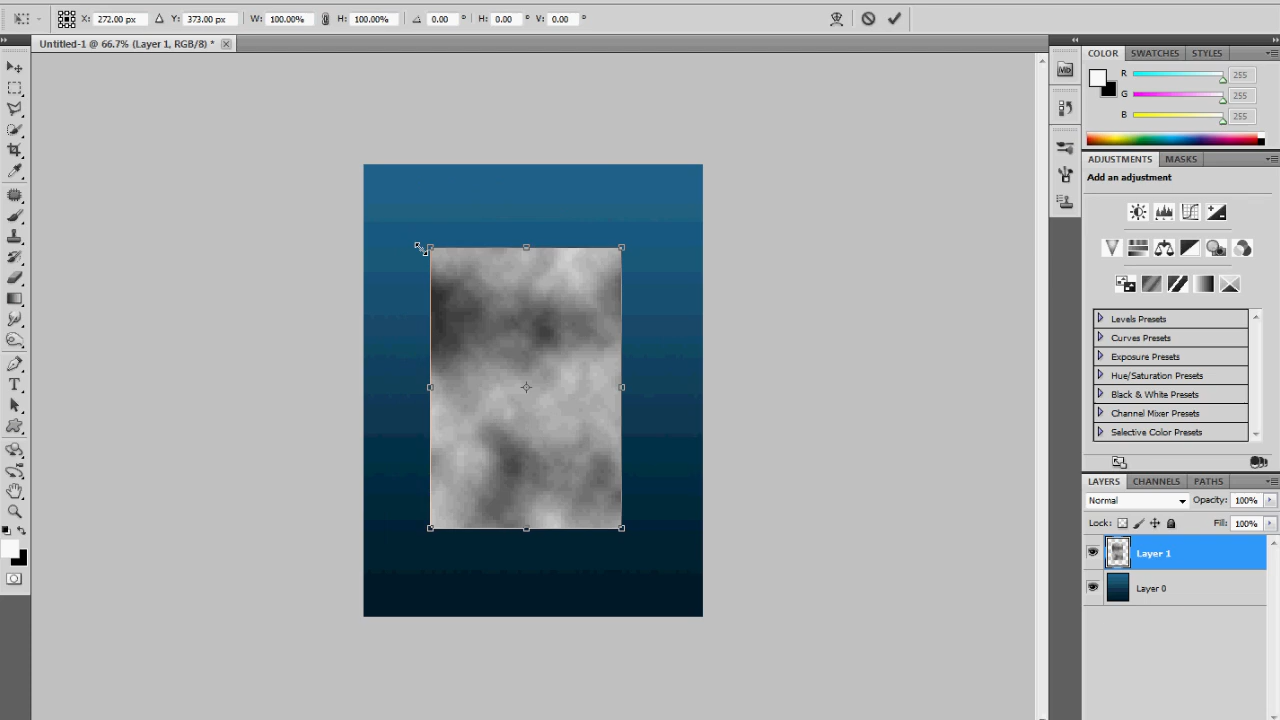 X: 272.00 px Y: 373.00 px W: 100.00% H: 100.00% 0.00 ° H: 0.00 ° V: 0.00 °
Untitled-1 @ 66.7% (Layer 1, RGB/8) *
COLOR SWATCHES STYLES
R 255
G 255
B 255
ADJUSTMENTS MASKS
Add an adjustment
Levels Presets
Curves Presets
Exposure Presets
Hue/Saturation Presets
Black & White Presets
Channel Mixer Presets
Selective Color Presets
LAYERS CHANNELS PATHS
Normal Opacity: 100%
Lock: Fill: 100%
Layer 1
Layer 0
Mb
T